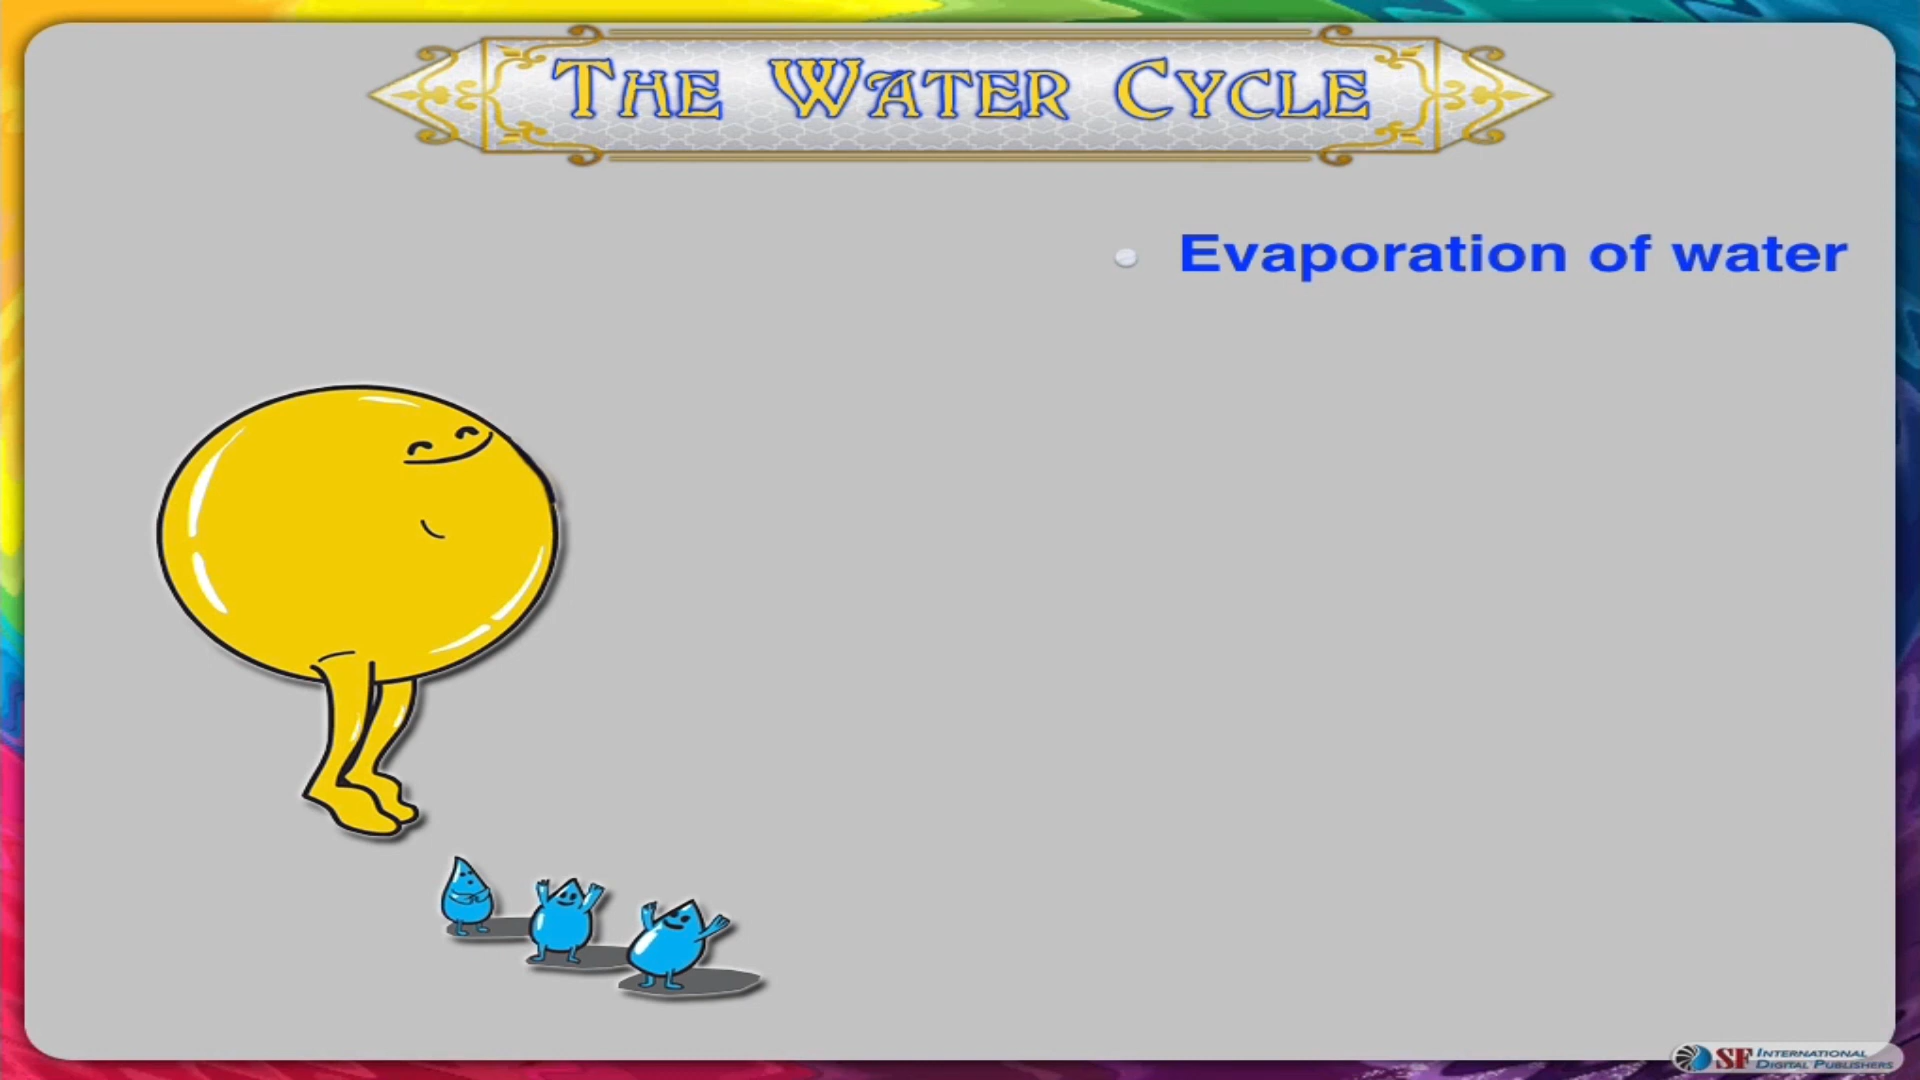 The Water Cycle
Evaporation of water
SF International
Digital Publishers